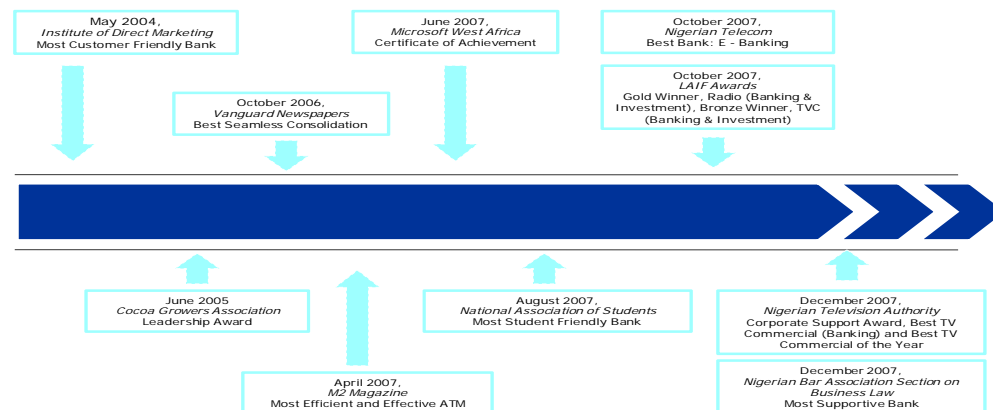 May 2004,
Institute of Direct Marketing
Most Customer Friendly Bank
June 2007,
Microsoft West Africa
Certificate of Achievement
October 2007,
Nigerian Telecom
Best Bank: E - Banking
October 2007,
LAIF Awards
Gold Winner, Radio (Banking &
Investment), Bronze Winner, TVC
(Banking & Investment)
October 2006,
Vanguard Newspapers
Best Seamless Consolidation
June 2005
Cocoa Growers Association
Leadership Award
August 2007,
National Association of Students
Most Student Friendly Bank
December 2007,
Nigerian Television Authority
Corporate Support Award, Best TV
Commercial (Banking) and Best TV
Commercial of the Year
April 2007,
M2 Magazine
Most Efficient and Effective ATM
December 2007,
Nigerian Bar Association Section on
Business Law
Most Supportive Bank